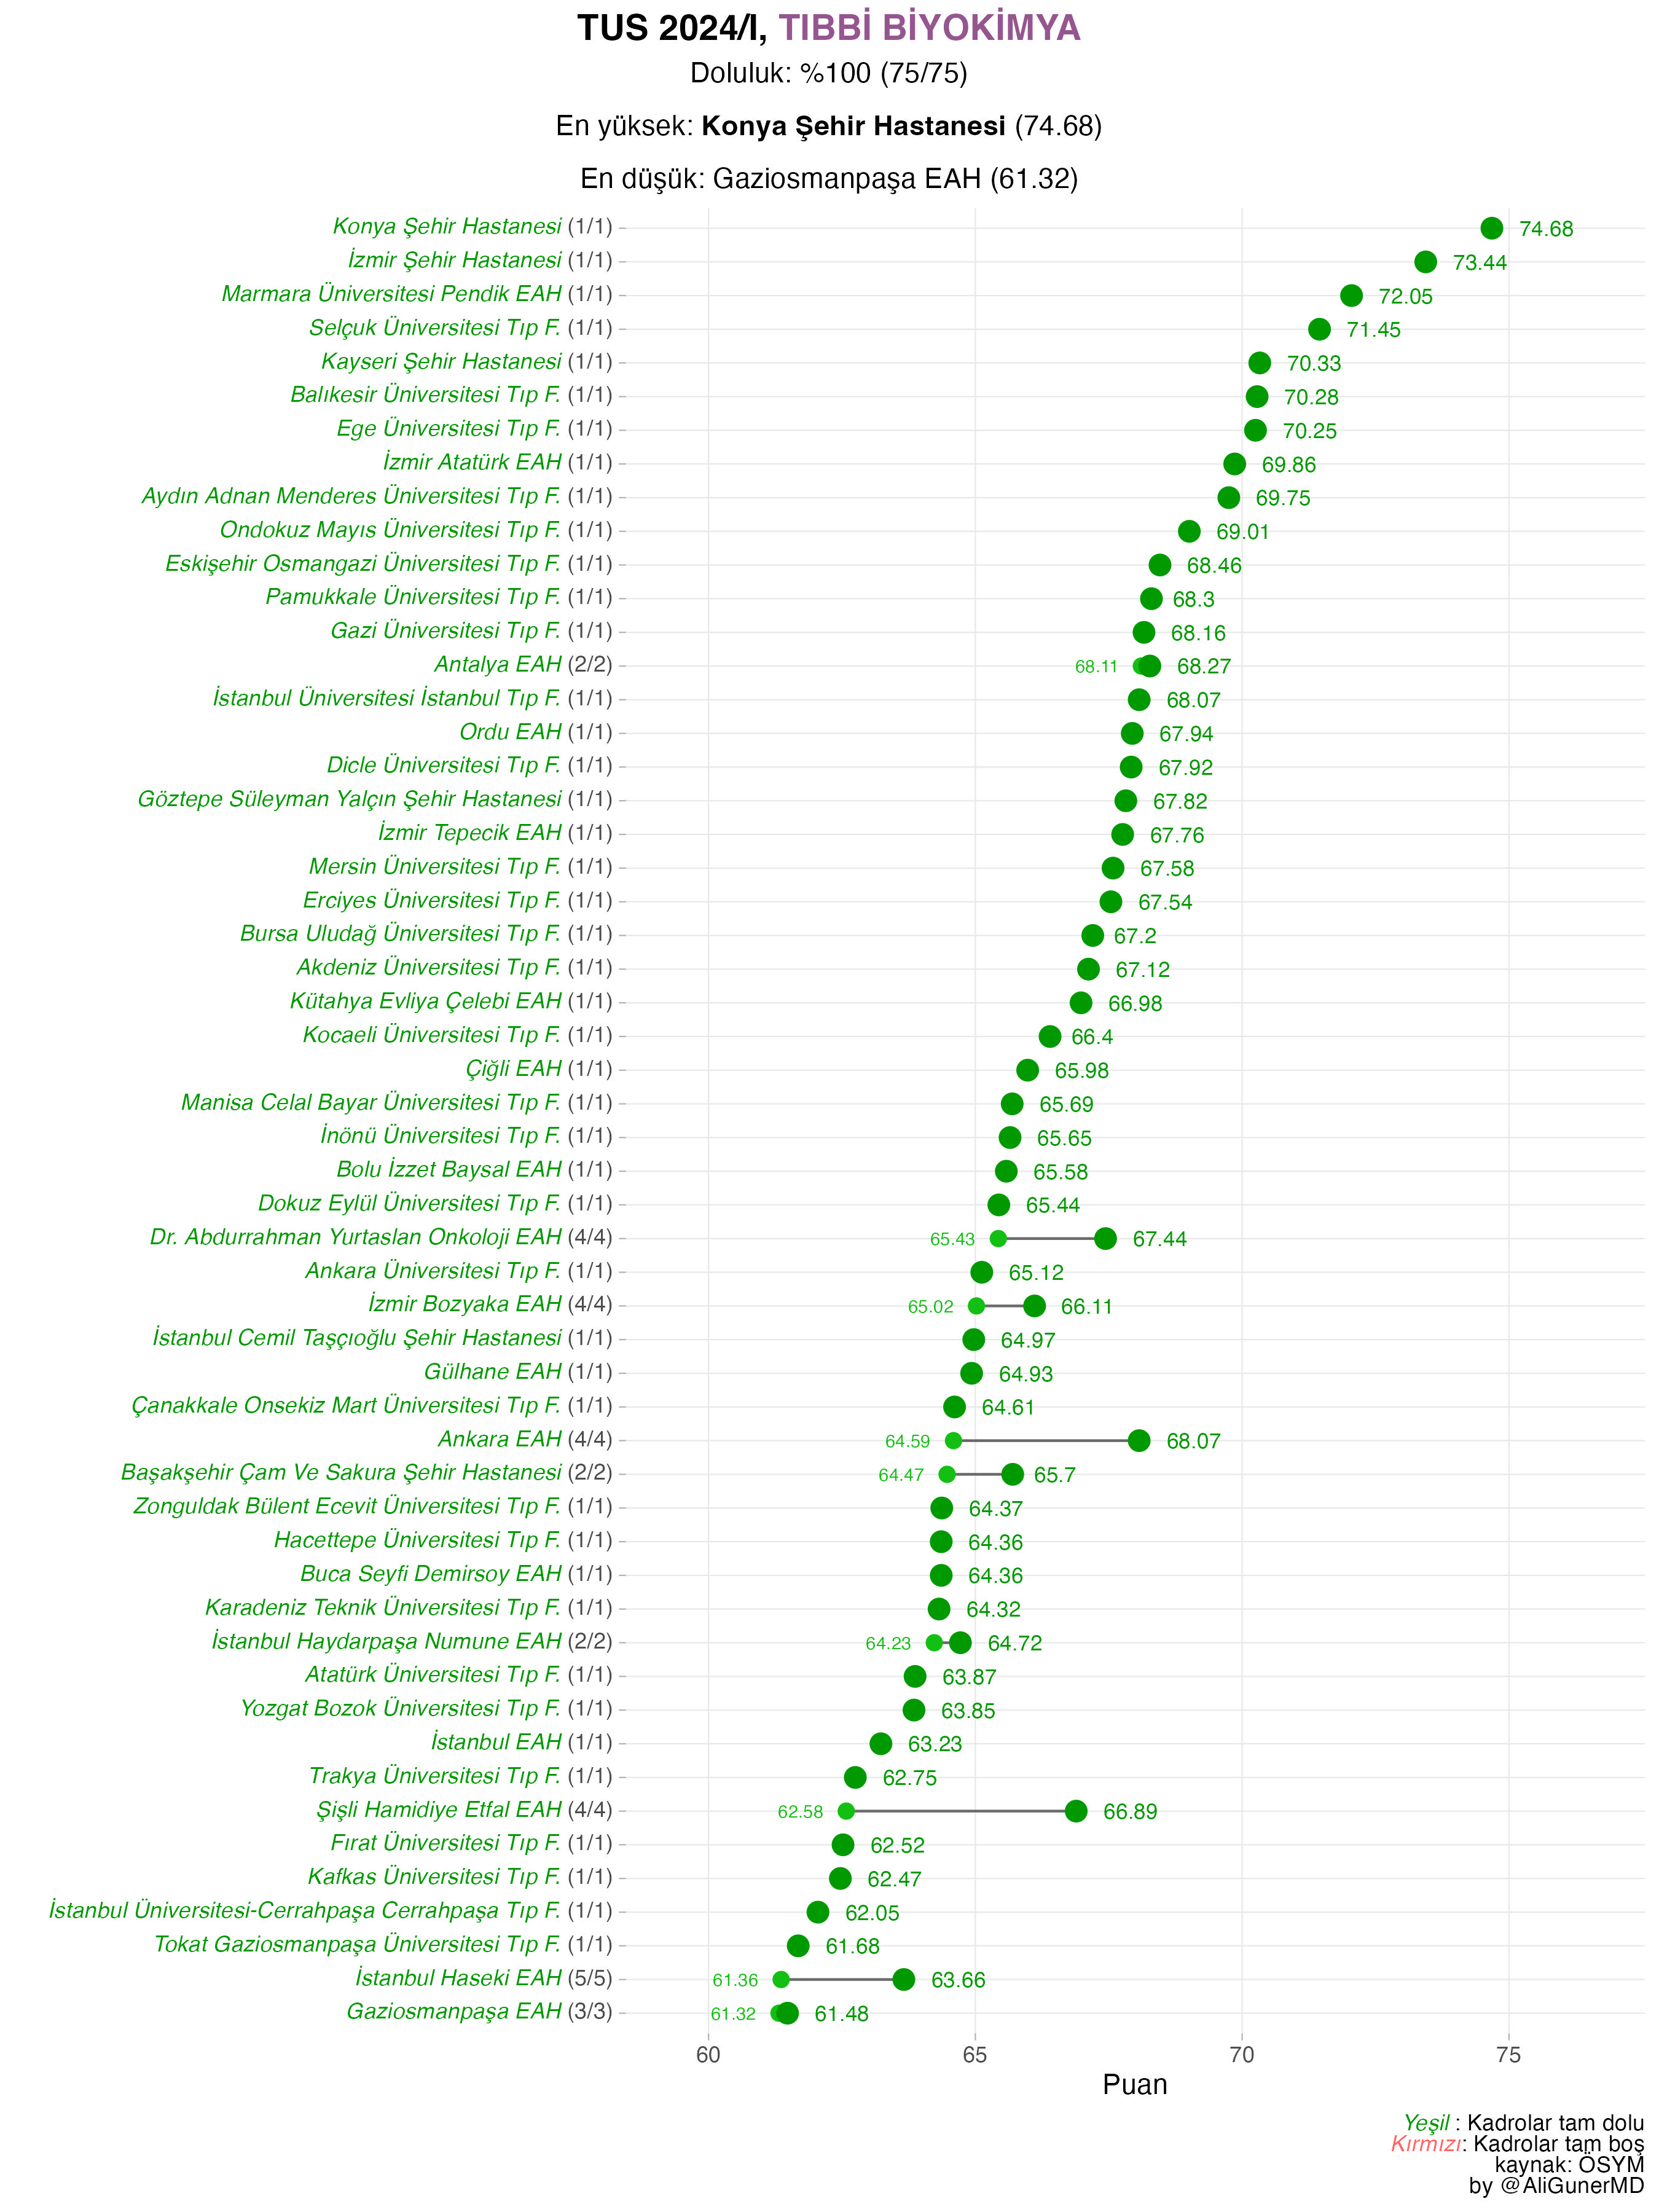 TUS 2024/I, TIBBİ BİYOKİMYA
Doluluk: %100 (75/75)
En yüksek: Konya Şehir Hastanesi (74.68)
En düşük: Gaziosmanpaşa EAH (61.32)
Konya Şehir Hastanesi (1/1) 74.68
İzmir Şehir Hastanesi (1/1) 73.44
Marmara Üniversitesi Pendik EAH (1/1) 72.05
Selçuk Üniversitesi Tıp F. (1/1) 71.45
Kayseri Şehir Hastanesi (1/1) 70.33
Balıkesir Üniversitesi Tıp F. (1/1) 70.28
Ege Üniversitesi Tıp F. (1/1) 70.25
İzmir Atatürk EAH (1/1) 69.86
Aydın Adnan Menderes Üniversitesi Tıp F. (1/1) 69.75
Ondokuz Mayıs Üniversitesi Tıp F. (1/1) 69.01
Eskişehir Osmangazi Üniversitesi Tıp F. (1/1) 68.46
Pamukkale Üniversitesi Tıp F. (1/1) 68.3
Gazi Üniversitesi Tıp F. (1/1) 68.16
Antalya EAH (2/2) 68.11 68.27
İstanbul Üniversitesi İstanbul Tıp F. (1/1) 68.07
Ordu EAH (1/1) 67.94
Dicle Üniversitesi Tıp F. (1/1) 67.92
Göztepe Süleyman Yalçın Şehir Hastanesi (1/1) 67.82
İzmir Tepecik EAH (1/1) 67.76
Mersin Üniversitesi Tıp F. (1/1) 67.58
Erciyes Üniversitesi Tıp F. (1/1) 67.54
Bursa Uludağ Üniversitesi Tıp F. (1/1) 67.2
Akdeniz Üniversitesi Tıp F. (1/1) 67.12
Kütahya Evliya Çelebi EAH (1/1) 66.98
Kocaeli Üniversitesi Tıp F. (1/1) 66.4
Çiğli EAH (1/1) 65.98
Manisa Celal Bayar Üniversitesi Tıp F. (1/1) 65.69
İnönü Üniversitesi Tıp F. (1/1) 65.65
Bolu İzzet Baysal EAH (1/1) 65.58
Dokuz Eylül Üniversitesi Tıp F. (1/1) 65.44
Dr. Abdurrahman Yurtaslan Onkoloji EAH (4/4) 65.43 67.44
Ankara Üniversitesi Tıp F. (1/1) 65.12
İzmir Bozyaka EAH (4/4) 65.02 66.11
İstanbul Cemil Taşçıoğlu Şehir Hastanesi (1/1) 64.97
Gülhane EAH (1/1) 64.93
Çanakkale Onsekiz Mart Üniversitesi Tıp F. (1/1) 64.61
Ankara EAH (4/4) 64.59 68.07
Başakşehir Çam Ve Sakura Şehir Hastanesi (2/2) 64.47 65.7
Zonguldak Bülent Ecevit Üniversitesi Tıp F. (1/1) 64.37
Hacettepe Üniversitesi Tıp F. (1/1) 64.36
Buca Seyfi Demirsoy EAH (1/1) 64.36
Karadeniz Teknik Üniversitesi Tıp F. (1/1) 64.32
İstanbul Haydarpaşa Numune EAH (2/2) 64.23 64.72
Atatürk Üniversitesi Tıp F. (1/1) 63.87
Yozgat Bozok Üniversitesi Tıp F. (1/1) 63.85
İstanbul EAH (1/1) 63.23
Trakya Üniversitesi Tıp F. (1/1) 62.75
Şişli Hamidiye Etfal EAH (4/4) 62.58 66.89
Fırat Üniversitesi Tıp F. (1/1) 62.52
Kafkas Üniversitesi Tıp F. (1/1) 62.47
İstanbul Üniversitesi-Cerrahpaşa Cerrahpaşa Tıp F. (1/1) 62.05
Tokat Gaziosmanpaşa Üniversitesi Tıp F. (1/1) 61.68
İstanbul Haseki EAH (5/5) 61.36 63.66
Gaziosmanpaşa EAH (3/3) 61.32 61.48
60 65 70 75
Puan
Yeşil : Kadrolar tam dolu
Kırmızı: Kadrolar tam boş
kaynak: ÖSYM
by @AliGunerMD